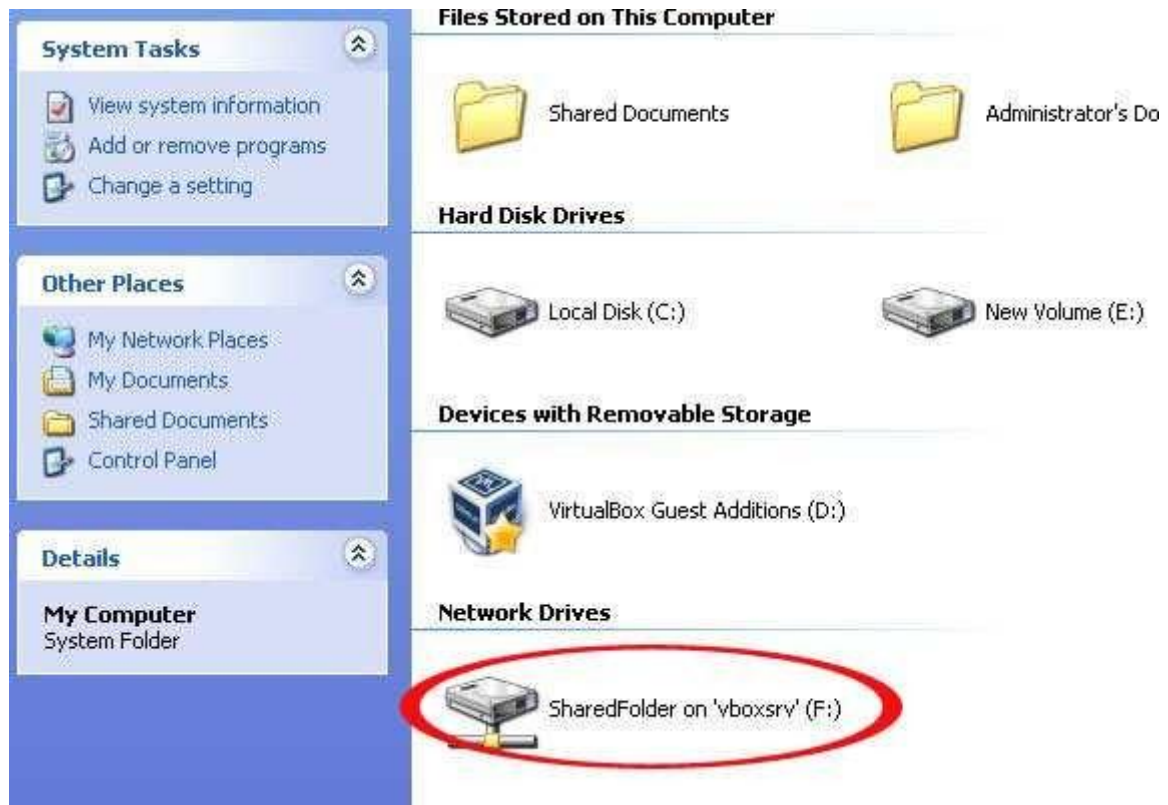 System Tasks
View system information
Add or remove programs
Change a setting
Other Places
My Network Places
My Documents
Shared Documents
Control Panel
Details
My Computer
System Folder
Files Stored on This Computer
Shared Documents
Administrator's Do
Hard Disk Drives
Local Disk (C:)
New Volume (E:)
Devices with Removable Storage
VirtualBox Guest Additions (D:)
Network Drives
SharedFolder on 'vboxsrv' (F:)